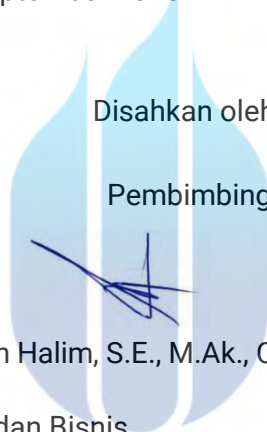 Disahkan oleh
Pembimbing
Halim, S.E., M.Ak., C
dan Bisnis